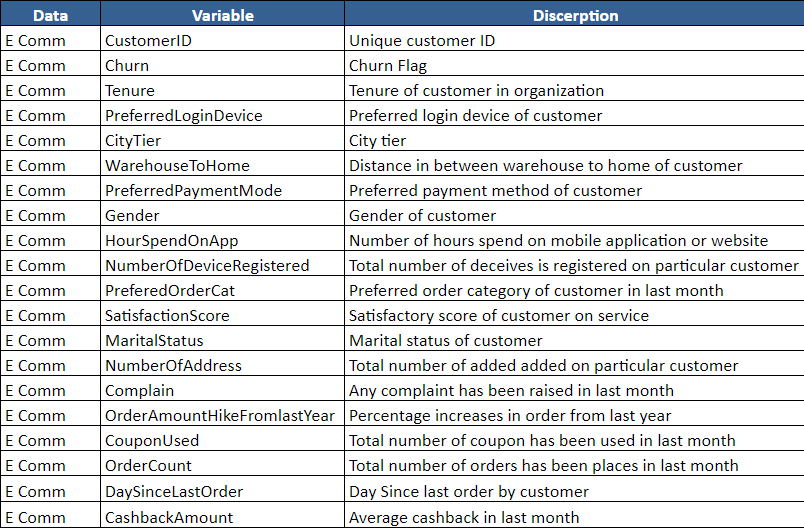 Data Variable Discerption
E Comm CustomerID Unique customer ID
E Comm Churn Churn Flag
E Comm Tenure Tenure of customer in organization
E Comm PreferredLoginDevice Preferred login device of customer
E Comm CityTier City tier
E Comm WarehouseToHome Distance in between warehouse to home of customer
E Comm PreferredPaymentMode Preferred payment method of customer
E Comm Gender Gender of customer
E Comm HourSpendOnApp Number of hours spend on mobile application or website
E Comm NumberOfDeviceRegistered Total number of deceives is registered on particular customer
E Comm PreferedOrderCat Preferred order category of customer in last month
E Comm SatisfactionScore Satisfactory score of customer on service
E Comm MaritalStatus Marital status of customer
E Comm NumberOfAddress Total number of added added on particular customer
E Comm Complain Any complaint has been raised in last month
E Comm OrderAmountHikeFromlastYear Percentage increases in order from last year
E Comm CouponUsed Total number of coupon has been used in last month
E Comm OrderCount Total number of orders has been places in last month
E Comm DaySinceLastOrder Day Since last order by customer
E Comm CashbackAmount Average cashback in last month